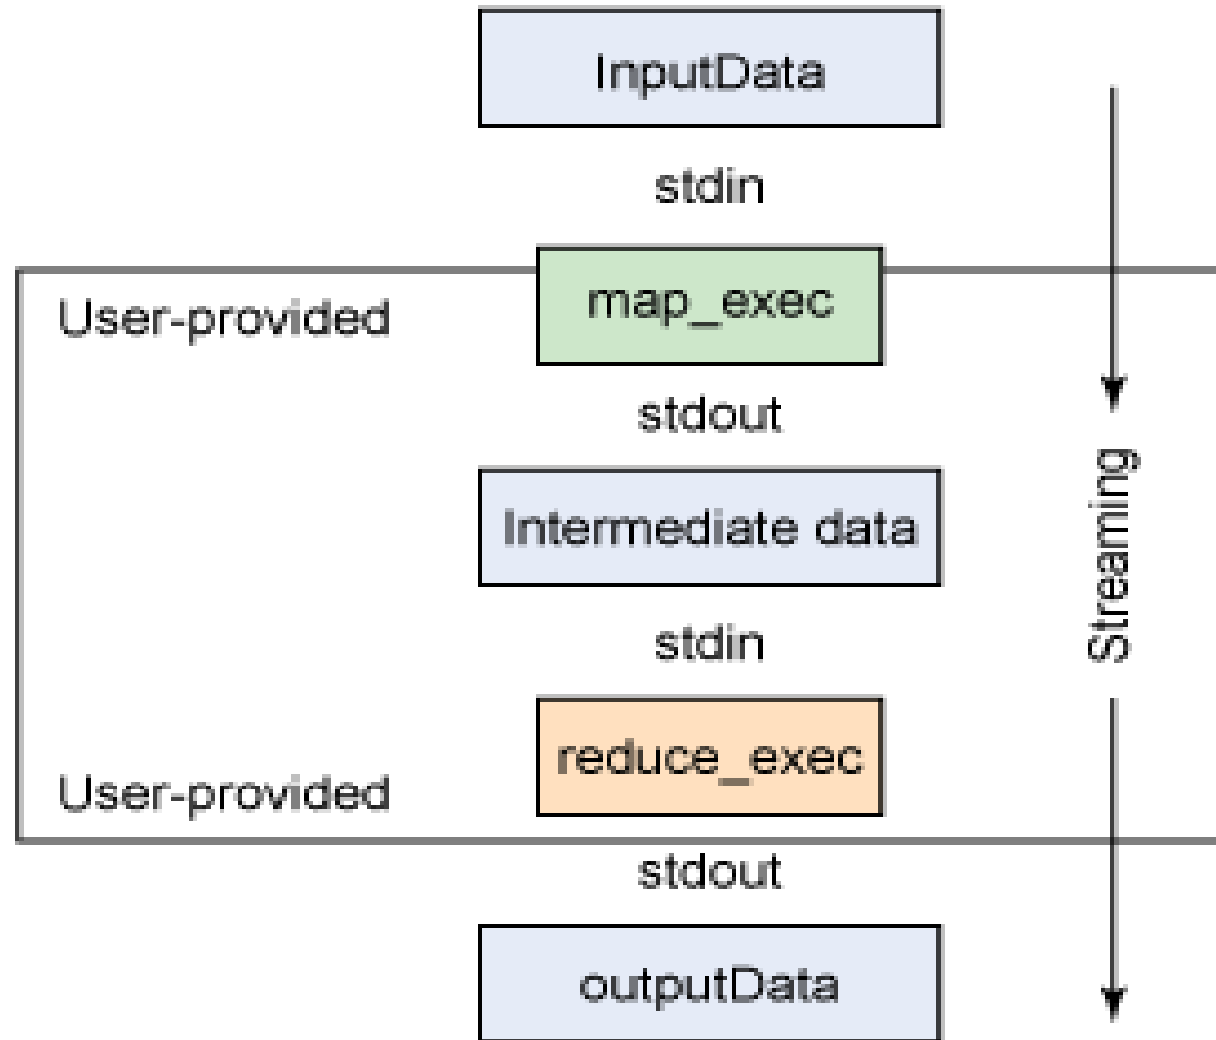 InputData
stdin
map_exec
User-provided
stdout
Streaming
Intermediate data
stdin
reduce_exec
User-provided
stdout
outputData